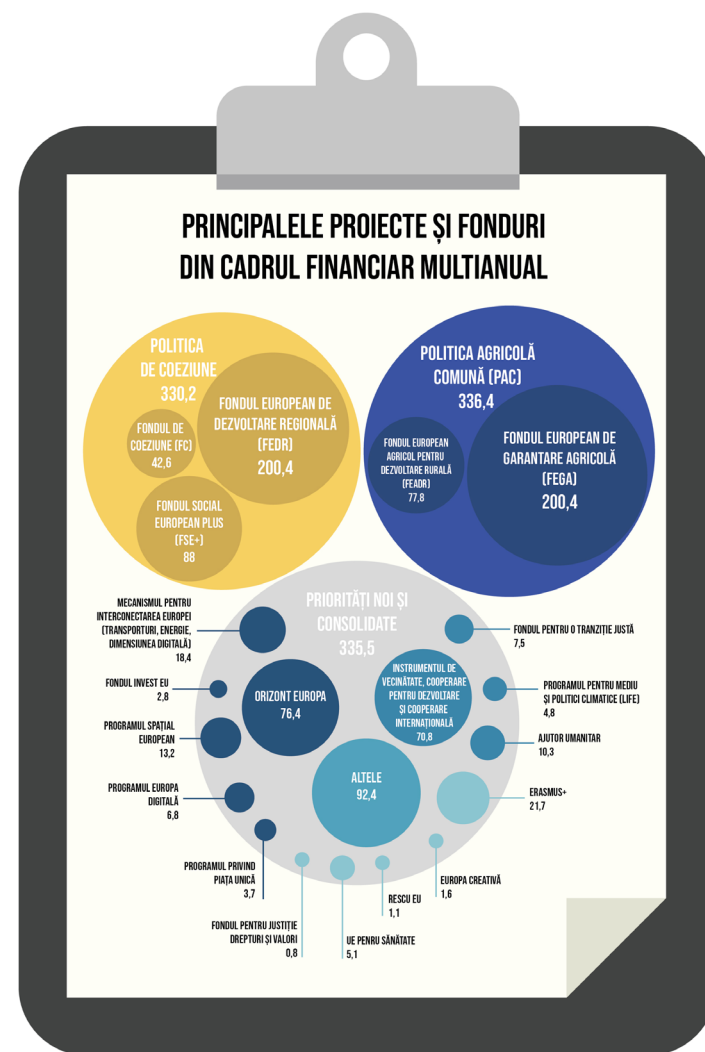 PRINCIPALELE PROIECTE ȘI FONDURI
DIN CADRUL FINANCIAR MULTIANUAL
POLITICA
DE COEZIUNE
330,2
FONDUL EUROPEAN DE
DEZVOLTARE REGIONALĂ
(FEDR)
200,4
FONDUL DE
COEZIUNE (FC)
42,6
FONDUL SOCIAL
EUROPEAN PLUS
(FSE+)
88
POLITICA AGRICOLĂ
COMUNĂ (PAC)
336,4
FONDUL EUROPEAN
AGRICOL PENTRU
DEZVOLTARE RURALĂ
(FEADR)
77,8
FONDUL EUROPEAN DE
GARANTARE AGRICOLĂ
(FEGA)
200,4
PRIORITĂȚI NOI ȘI
CONSOLIDATE
335,5
MECANISMUL PENTRU
INTERCONECTAREA EUROPEI
(TRANSPORTURI, ENERGIE,
DIMENSIUNEA DIGITALĂ)
18,4
FONDUL INVEST EU
2,8
PROGRAMUL SPAȚIAL
EUROPEAN
13,2
PROGRAMUL EUROPA
DIGITALĂ
6,8
PROGRAMUL PRIVIND
PIAȚA UNICĂ
3,7
FONDUL PENTRU JUSTIȚIE
DREPTURI ȘI VALORI
0,8
ORIZONT EUROPA
76,4
INSTRUMENTUL DE
VECINĂTATE, COOPERARE
PENTRU DEZVOLTARE
ȘI COOPERARE
INTERNAȚIONALĂ
70,8
ALTELE
92,4
FONDUL PENTRU O TRANZIȚIE JUSTĂ
7,5
PROGRAMUL PENTRU MEDIU
ȘI POLITICI CLIMATICE (LIFE)
4,8
AJUTOR UMANITAR
10,3
ERASMUS+
21,7
EUROPA CREATIVĂ
1,6
RESCU EU
1,1
UE PENRU SĂNĂTATE
5,1